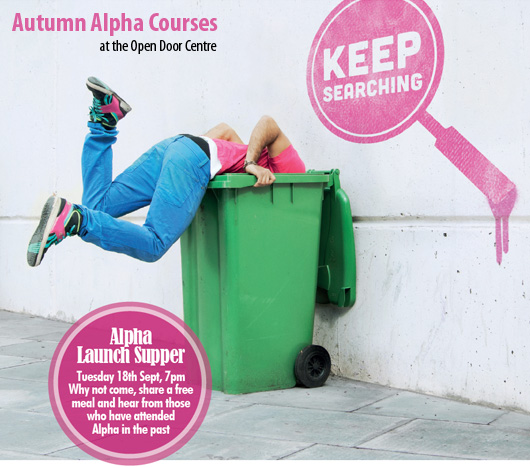 Autumn Alpha Courses
at the Open Door Centre
KEEP
SEARCHING
Alpha
Launch Supper
Tuesday 18th Sept, 7pm
Why not come, share a free
meal and hear from those
who have attended
Alpha in the past